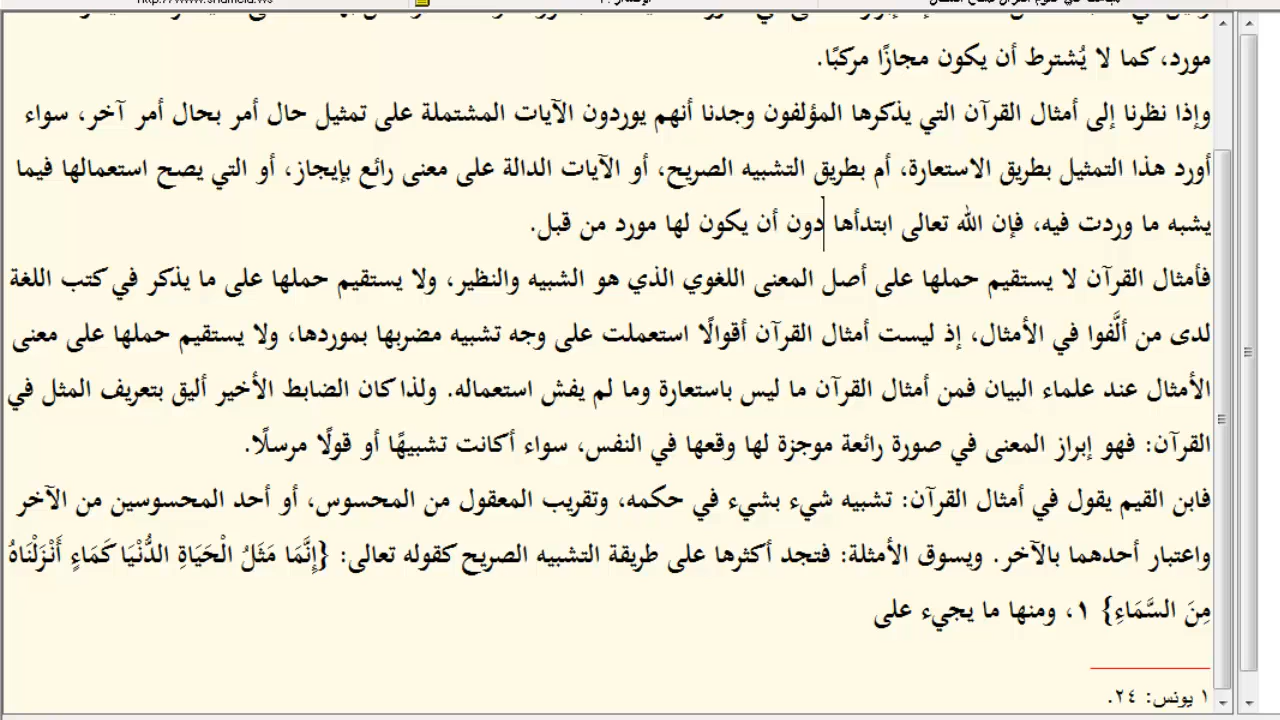 http://www.shamela.ws
مورد، كما لا يُشترط أن يكون مجازًا مركبًا.
وإذا نظرنا إلى أمثال القرآن التي يذكرها المؤلفون وجدنا أنهم يوردون الآيات المشتملة على تمثيل حال أمر بحال أمر آخر، سواء
أورد هذا التمثيل بطريق الاستعارة، أم بطريق التشبيه الصريح، أو الآيات الدالة على معنى رائع بإيجاز، أو التي يصح استعمالها فيما
يشبه ما وردت فيه، فإن الله تعالى ابتدأها دون أن يكون لها مورد من قبل.
فأمثال القرآن لا يستقيم حملها على أصل المعنى اللغوي الذي هو الشبيه والنظير، ولا يستقيم حملها على ما يذكر في كتب اللغة
لدى من ألَّفوا في الأمثال، إذ ليست أمثال القرآن أقوالًا استعملت على وجه تشبيه مضربها بموردها، ولا يستقيم حملها على معنى
الأمثال عند علماء البيان فمن أمثال القرآن ما ليس باستعارة وما لم يفش استعماله. ولذا كان الضابط الأخير أليق بتعريف المثل في
القرآن: فهو إبراز المعنى في صورة رائعة موجزة لها وقعها في النفس، سواء أكانت تشبيهًا أو قولًا مرسلًا.
فابن القيم يقول في أمثال القرآن: تشبيه شيء بشيء في حكمه، وتقريب المعقول من المحسوس، أو أحد المحسوسين من الآخر
واعتبار أحدهما بالآخر. ويسوق الأمثلة: فتجد أكثرها على طريقة التشبيه الصريح كقوله تعالى: {إِنَّمَا مَثَلُ الْحَيَاةِ الدُّنْيَا كَمَاءٍ أَنْزَلْنَاهُ
مِنَ السَّمَاءِ} ١، ومنها ما يجيء على
١ يونس: ٢٤.